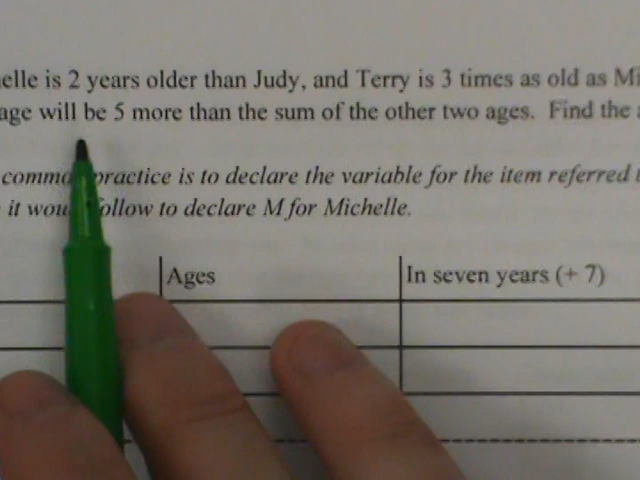 elle is 2 years older than Judy, and Terry is 3 times as old as Mi
age will be 5 more than the sum of the other two ages. Find the a
commo practice is to declare the variable for the item referred t
it wou follow to declare M for Michelle.
Ages In seven years (+ 7)